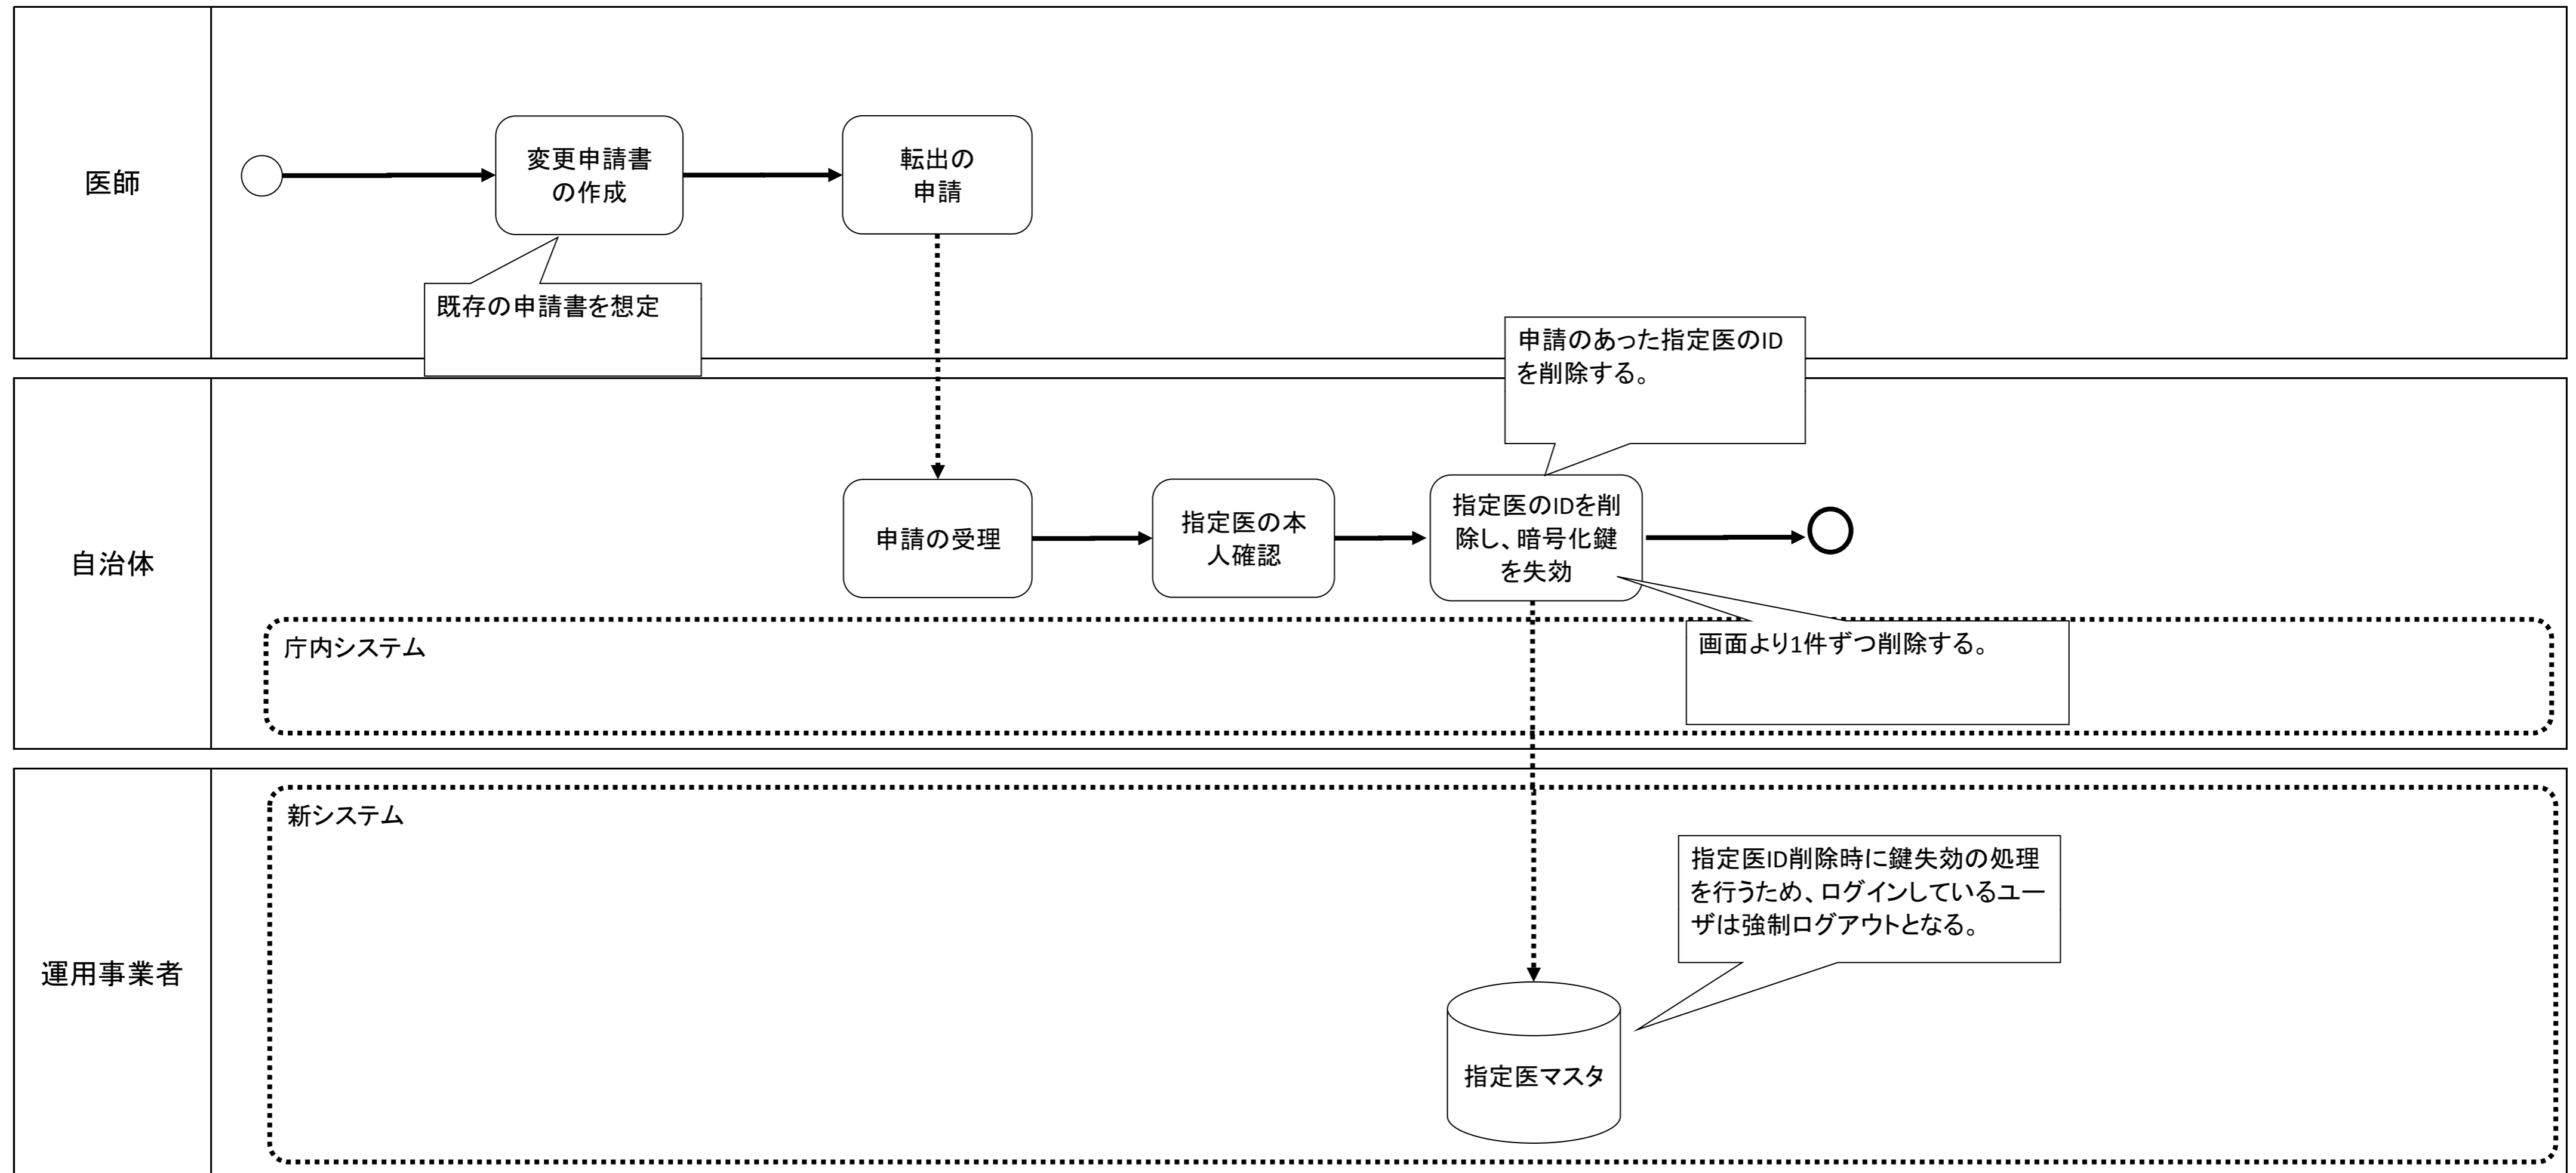 医師
変更申請書
の作成
転出の
申請
既存の申請書を想定
申請のあった指定医のID
を削除する。
自治体
申請の受理
指定医の本
人確認
指定医のIDを削
除し、暗号化鍵
を失効
庁内システム
画面より1件ずつ削除する。
運用事業者
新システム
指定医ID削除時に鍵失効の処理
を行うため、ログインしているユー
ザは強制ログアウトとなる。
指定医マスタ